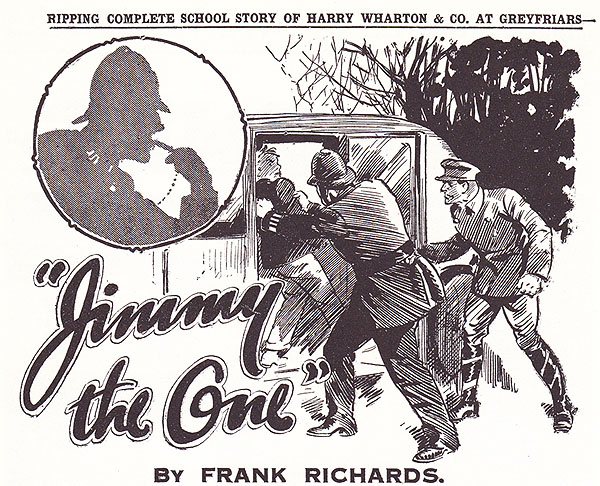 RIPPING COMPLETE SCHOOL STORY OF HARRY WHARTON & CO. AT GREYFRIARS—
"Jimmy
the One"
BY FRANK RICHARDS.